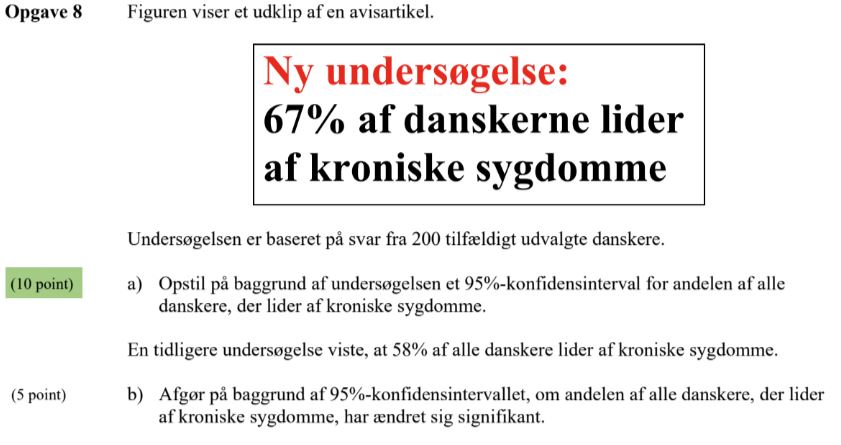 Opgave 8 Figuren viser et udklip af en avisartikel.
Ny undersøgelse:
67% af danskerne lider
af kroniske sygdomme
Undersøgelsen er baseret på svar fra 200 tilfældigt udvalgte danskere.
(10 point) a) Opstil på baggrund af undersøgelsen et 95%-konfidensinterval for andelen af alle
danskere, der lider af kroniske sygdomme.
En tidligere undersøgelse viste, at 58% af alle danskere lider af kroniske sygdomme.
(5 point) b) Afgør på baggrund af 95%-konfidensintervallet, om andelen af alle danskere, der lider
af kroniske sygdomme, har ændret sig signifikant.